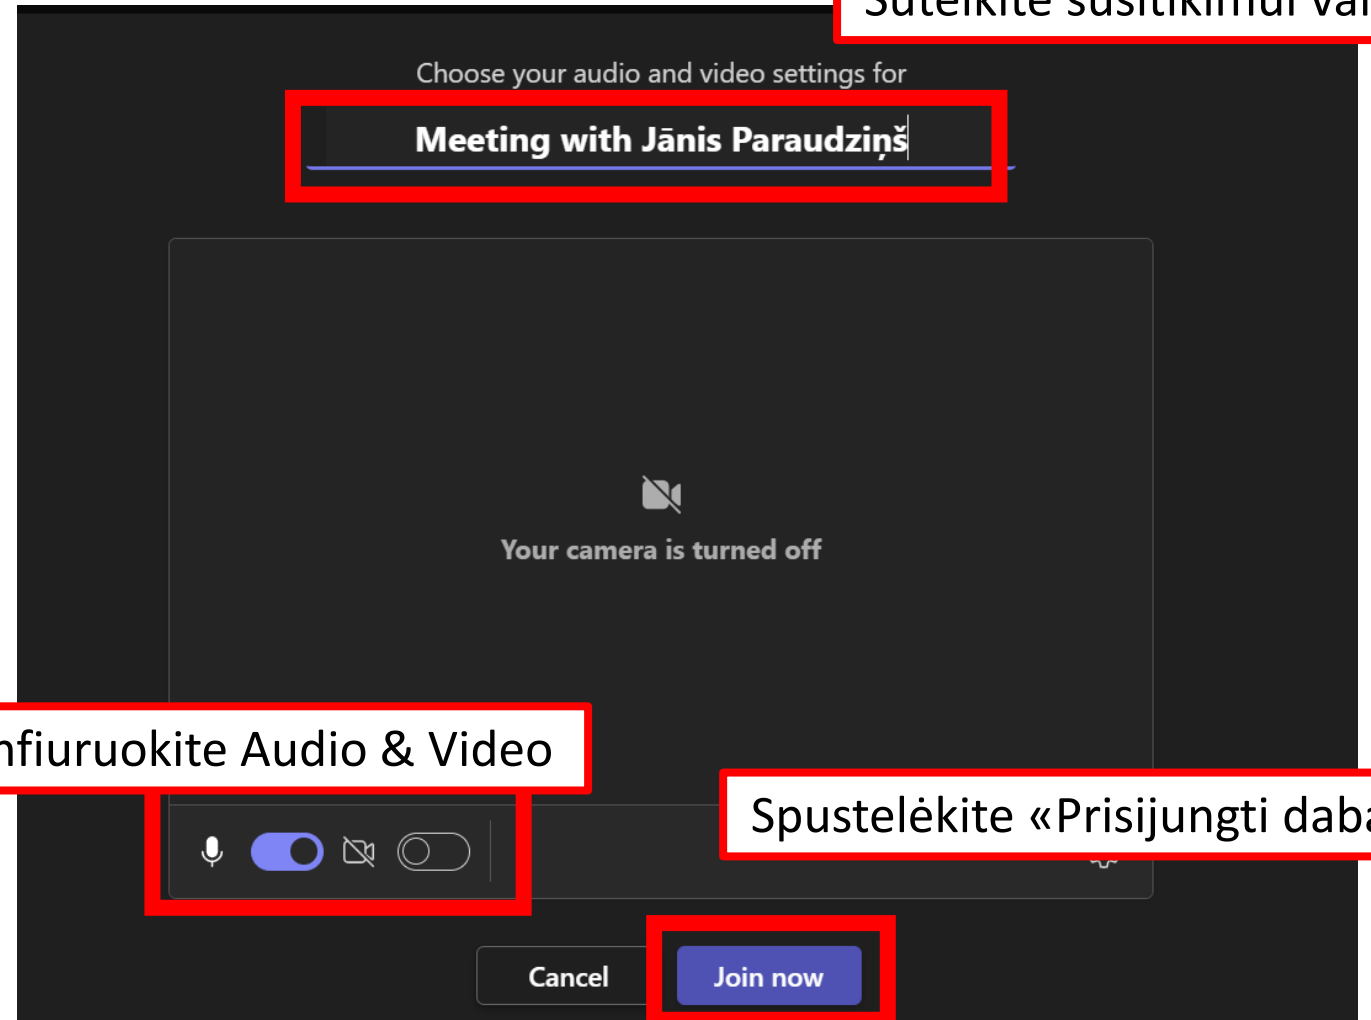 Suteikite susitikimui
Choose your audio and video settings for
Meeting with Jānis Paraudziņš
Your camera is turned off
nfiuruokite Audio & Video
Spustelėkite «Prisijungti daba
Cancel
Join now